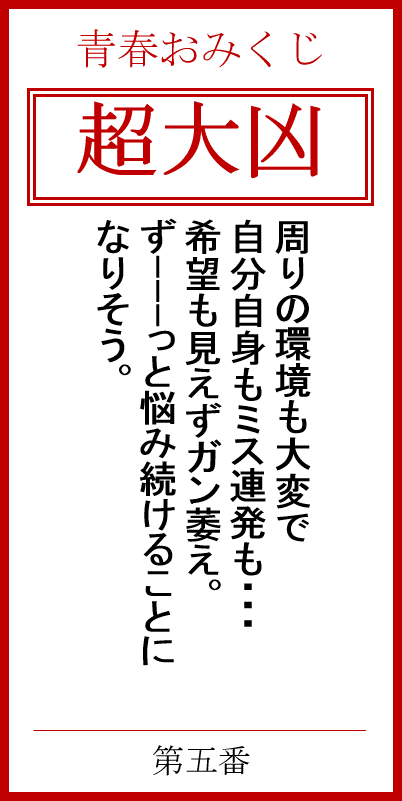 青春おみくじ
超大凶
周りの環境も大変で
自分自身もミス連発も・・・
希望も見えずガン萎え。
ず———っと悩み続けることに
なりそう。
第五番